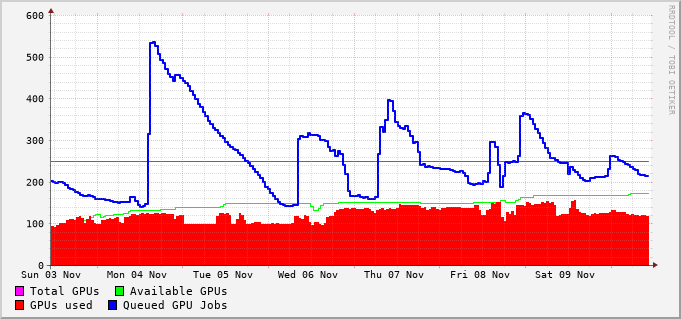 600
500
400
300
200
100
0
Sun 03 Nov Mon 04 Nov Tue 05 Nov Wed 06 Nov Thu 07 Nov Fri 08 Nov Sat 09 Nov
Total GPUs Available GPUs
GPUs used Queued GPU Jobs
RRDTOOL / TOBI OETIKER